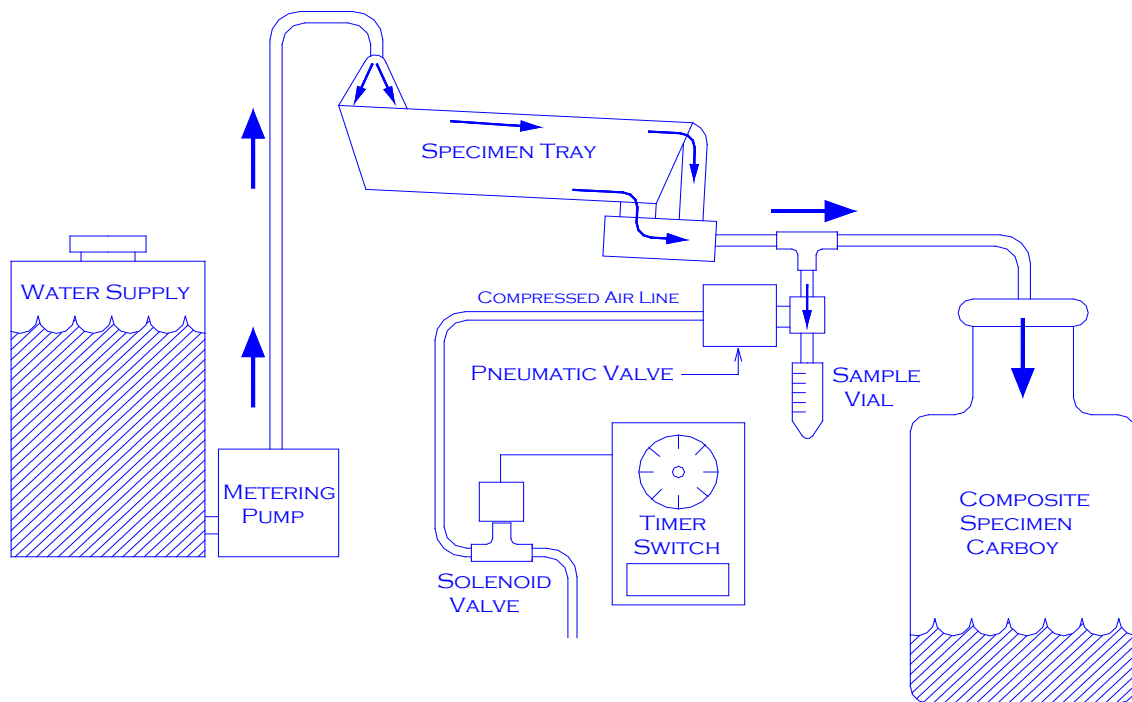 Specimen Tray
Water Supply
Compressed Air Line
Pneumatic Valve
Sample
Vial
Metering
Pump
Timer
Switch
Composite
Specimen
Carboy
Solenoid
Valve